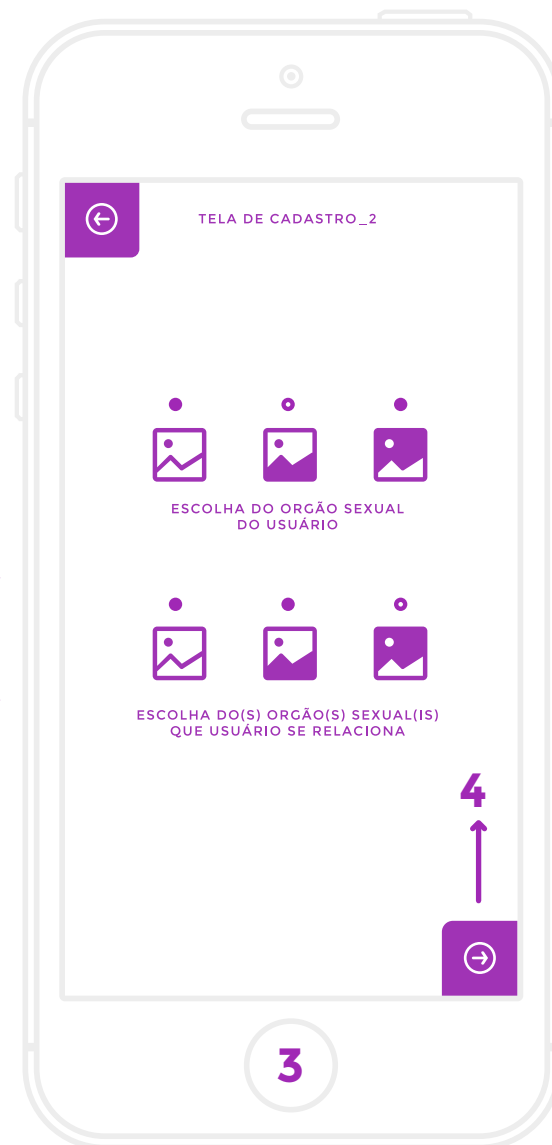 TELA DE CADASTRO_2
ESCOLHA DO ORGÃO SEXUAL
DO USUÁRIO
ESCOLHA DO(S) ORGÃO(S) SEXUAL(IS)
QUE USUÁRIO SE RELACIONA
4
3